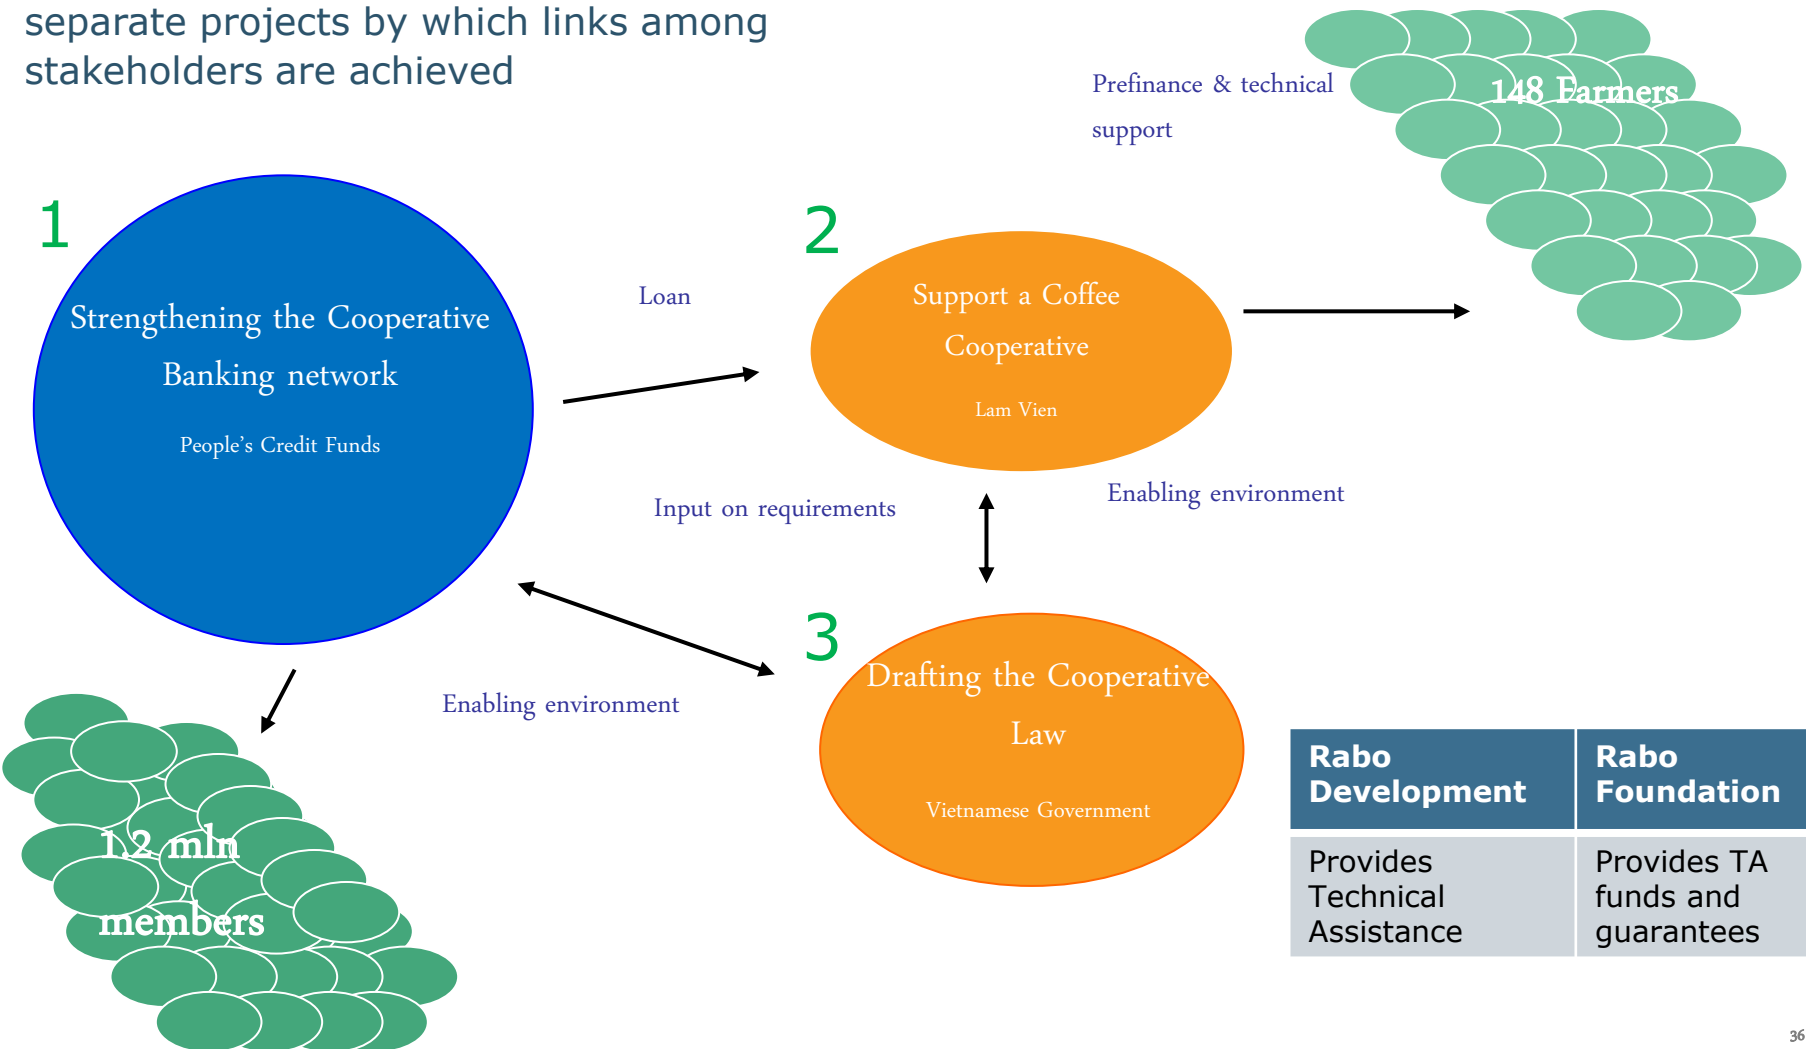 separate projects by which links among
stakeholders are achieved
Prefinance & technical
support
148 Farmers
1
Strengthening the Cooperative
Banking network
People's Credit Funds
Loan
2
Support a Coffee
Cooperative
Lam Vien
Input on requirements
Enabling environment
Enabling environment
3
Drafting the Cooperative
Law
Vietnamese Government
1.2 mln
members
Rabo
Development
Rabo
Foundation
Provides
Technical
Assistance
Provides TA
funds and
guarantees
36